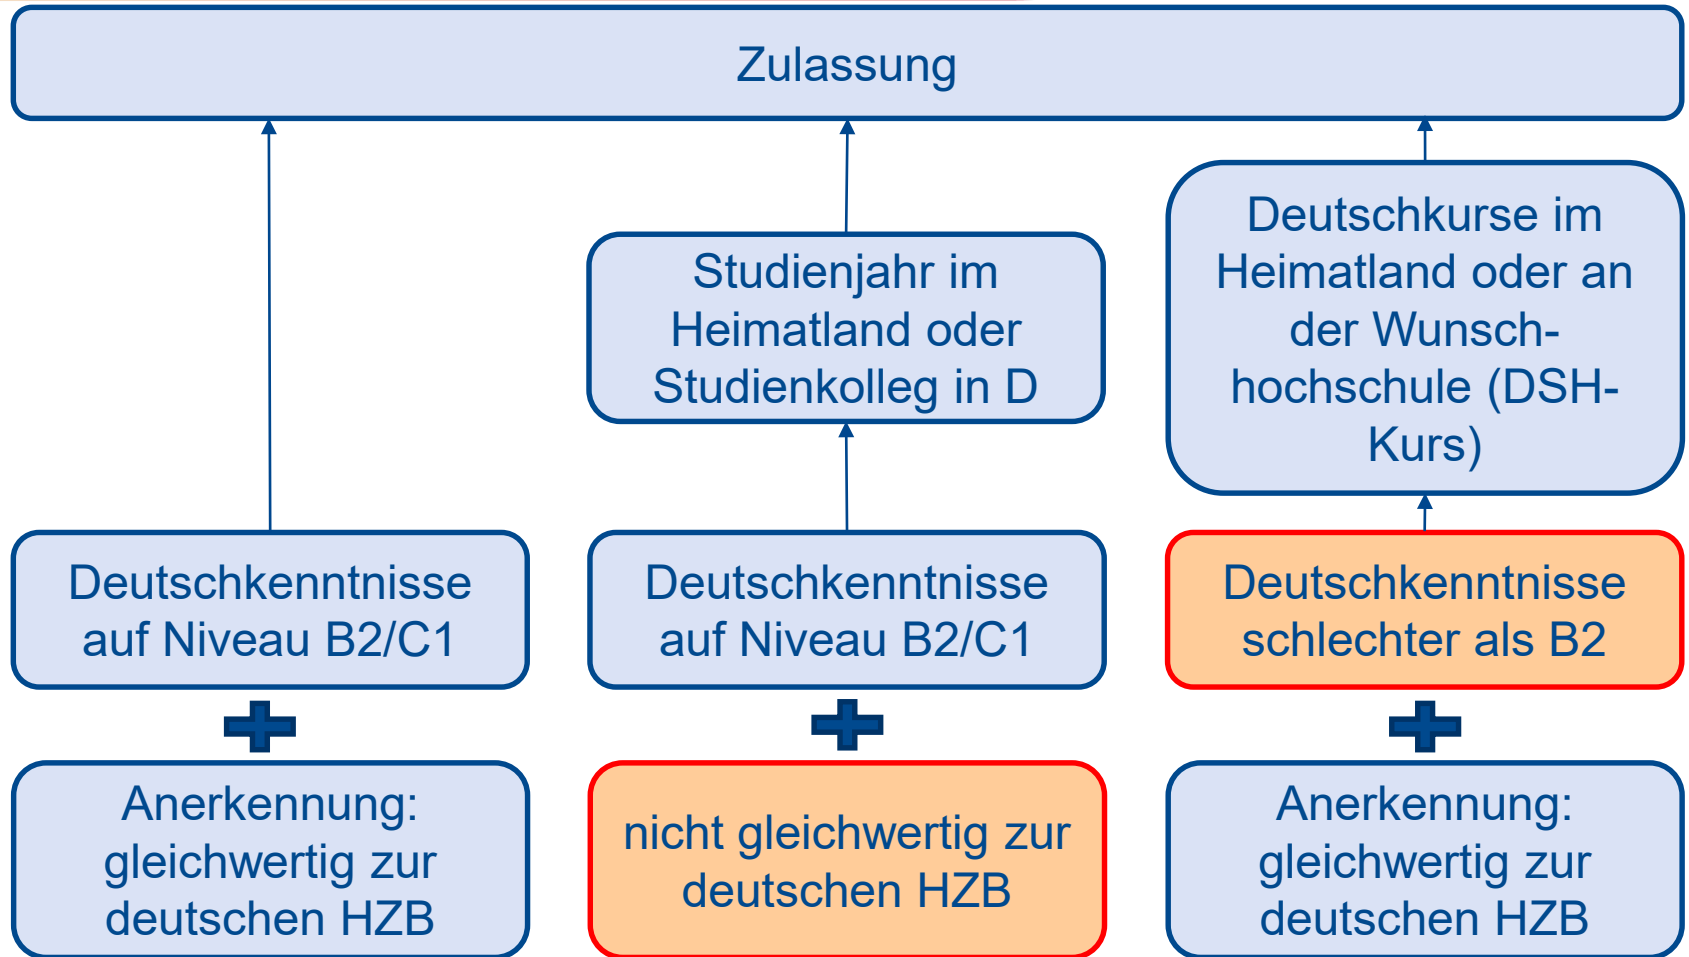 Zulassung
Studienjahr im
Heimatland oder
Studienkolleg in D
Deutschkurse im
Heimatland oder an
der Wunsch-
hochschule (DSH-
Kurs)
Deutschkenntnisse
auf Niveau B2/C1
Deutschkenntnisse
auf Niveau B2/C1
Deutschkenntnisse
schlechter als B2
Anerkennung:
gleichwertig zur
deutschen HZB
nicht gleichwertig zur
deutschen HZB
Anerkennung:
gleichwertig zur
deutschen HZB